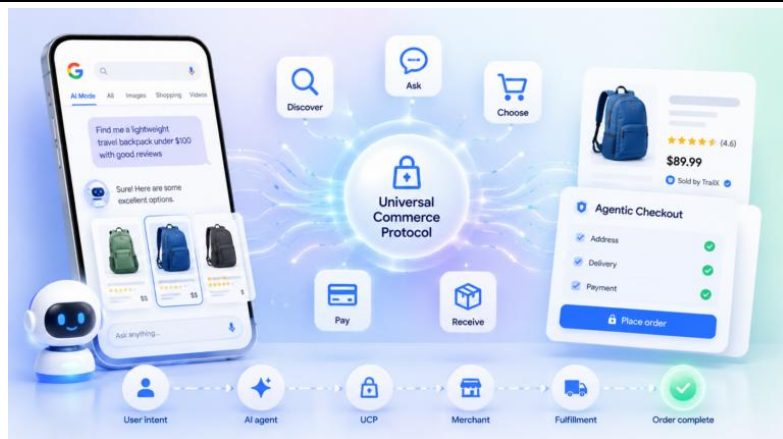 AI Mode All Images Shopping Videos
Find me a lightweight
travel backpack under $100
with good reviews
Sure! Here are some
excellent options.
$$
$$
$
Ask anything...
Discover
Ask
Choose
Universal
Commerce
Protocol
Pay
Receive
(4.6)
$89.99
Sold by TrailX
Agentic Checkout
Address
Delivery
Payment
Place order
User intent
AI agent
UCP
Merchant
Fulfillment
Order complete